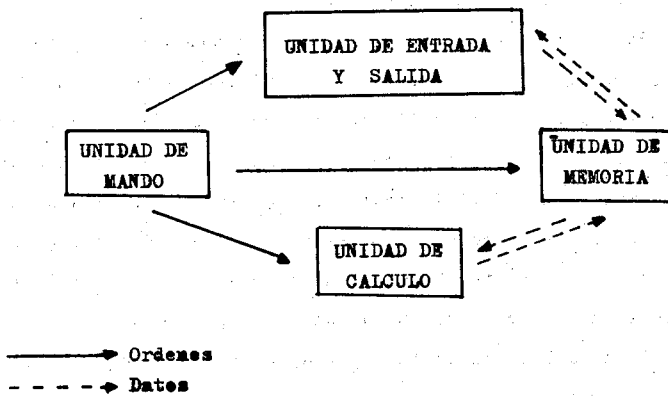 UNIDAD DE ENTRADA
Y SALIDA
UNIDAD DE
MANDO
UNIDAD DE
MEMORIA
UNIDAD DE
CALCULO
Ordenes
Datos